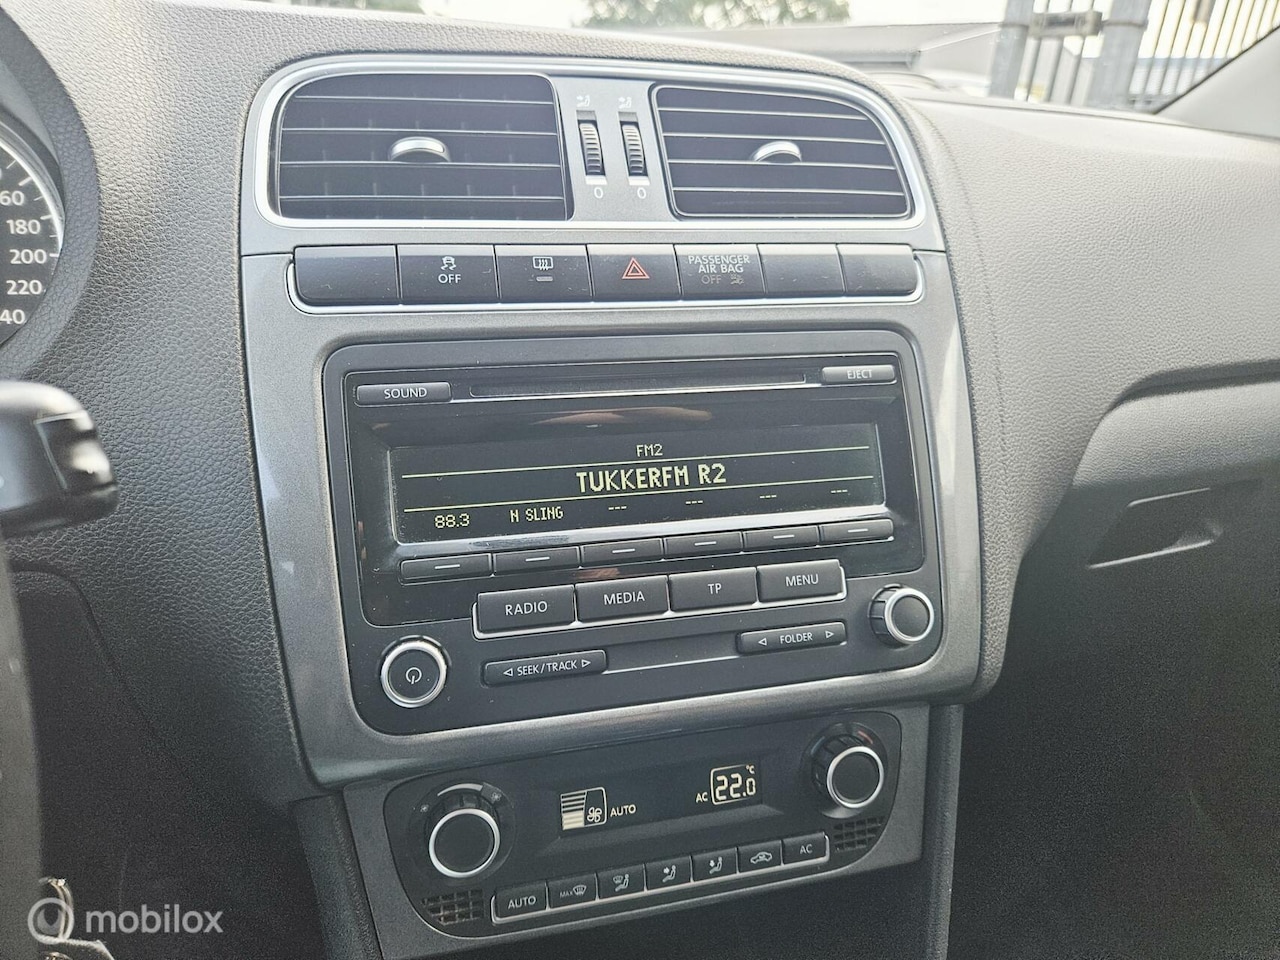 0 0
60
180
200
220
40
OFF
PASSENGER
AIR BAG
OFF
SOUND
EJECT
FM2
TUKKERFM R2
88.3 N SLING --- --- --- ---
RADIO MEDIA TP MENU
SEEK/TRACK FOLDER
AUTO AC 22.0 °C
AUTO MAX AC
mobilox